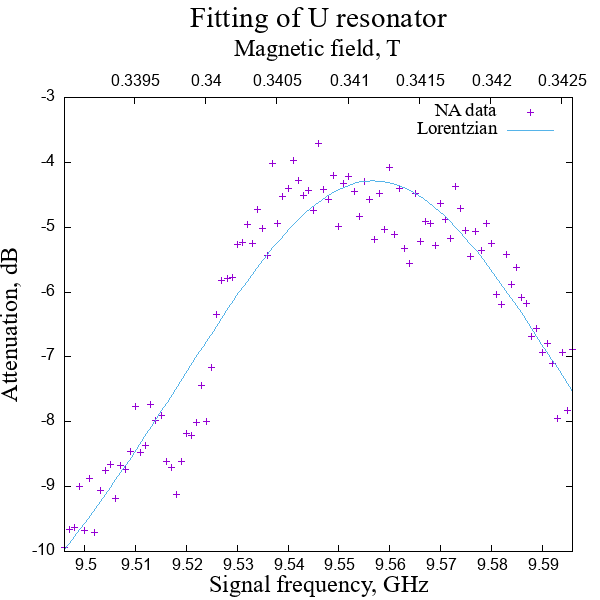 Fitting of U resonator
Magnetic field, T
0.3395 0.34 0.3405 0.341 0.3415 0.342 0.3425
NA data
Lorentzian
-3
-4
-5
-6
-7
-8
-9
-10
Attenuation, dB
9.5 9.51 9.52 9.53 9.54 9.55 9.56 9.57 9.58 9.59
Signal frequency, GHz